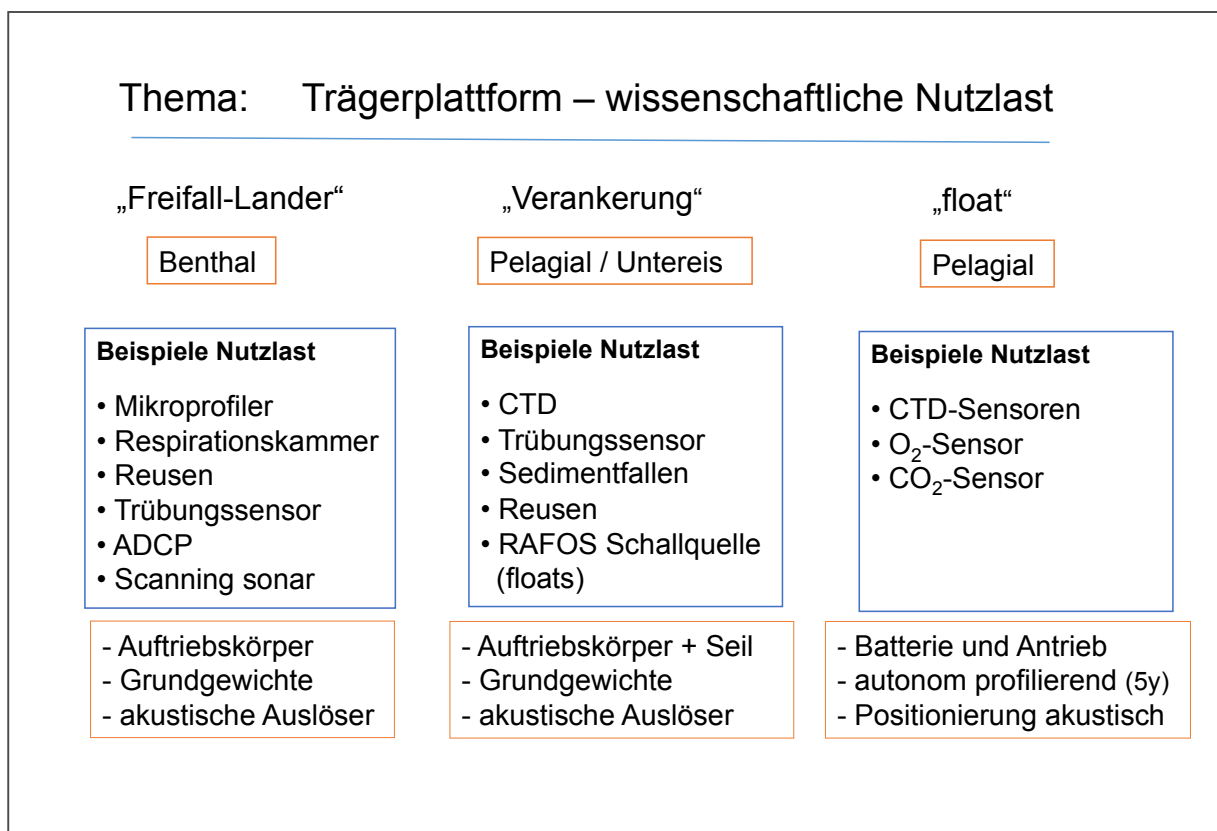 Thema: Trägerplattform – wissenschaftliche Nutzlast
„Freifall-Lander“
Benthal
Beispiele Nutzlast
• Mikroprofiler
• Respirationskammer
• Reusen
• Trübungssensor
• ADCP
• Scanning sonar
- Auftriebskörper
- Grundgewichte
- akustische Auslöser
„Verankerung“
Pelagial / Untereis
Beispiele Nutzlast
• CTD
• Trübungssensor
• Sedimentfallen
• Reusen
• RAFOS Schallquelle
(floats)
- Auftriebskörper + Seil
- Grundgewichte
- akustische Auslöser
„float“
Pelagial
Beispiele Nutzlast
• CTD-Sensoren
• O₂-Sensor
• CO₂-Sensor
- Batterie und Antrieb
- autonom profilierend (5y)
- Positionierung akustisch